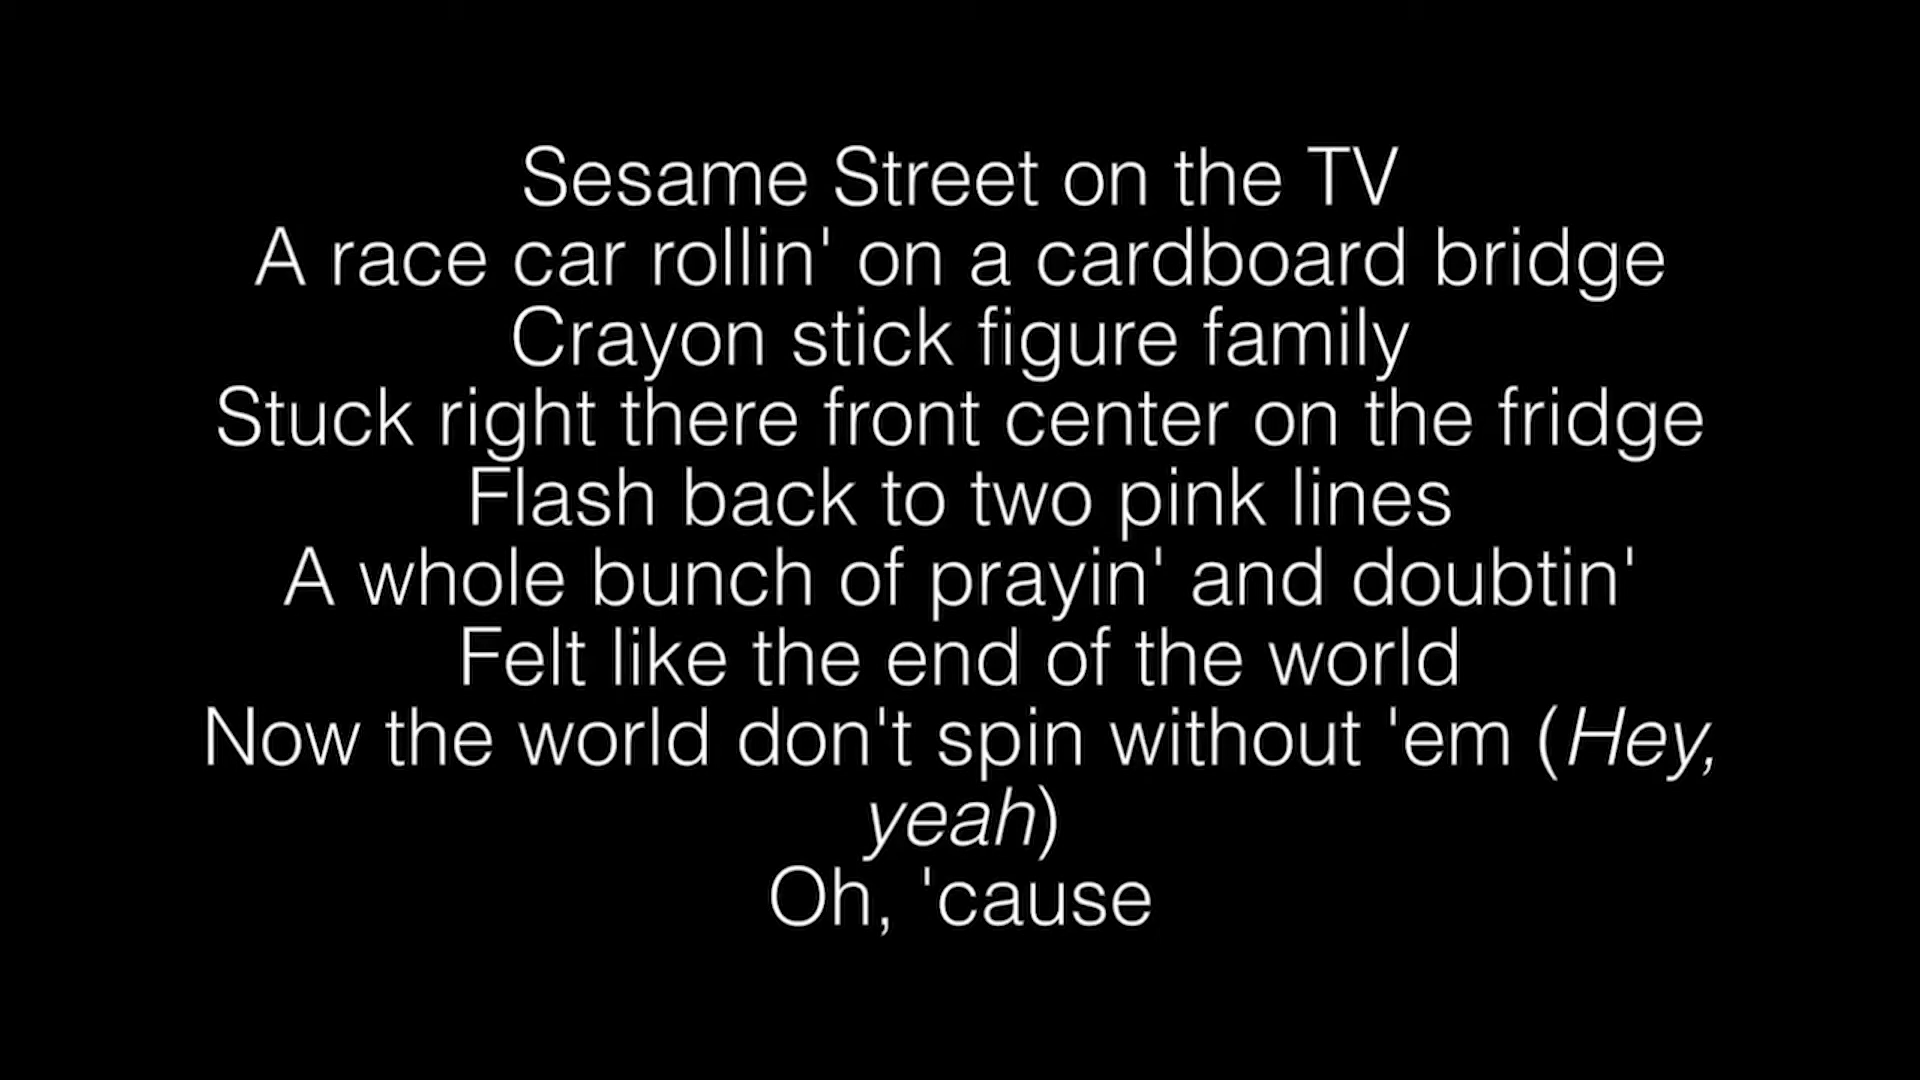 Sesame Street on the TV
A race car rollin' on a cardboard bridge
Crayon stick figure family
Stuck right there front center on the fridge
Flash back to two pink lines
A whole bunch of prayin' and doubtin'
Felt like the end of the world
Now the world don't spin without 'em (Hey,
yeah)
Oh, 'cause